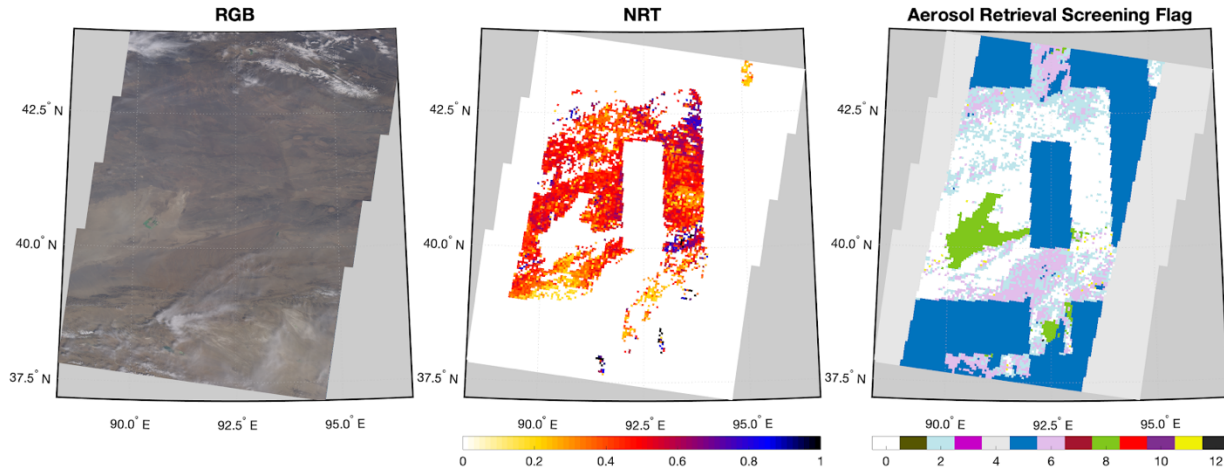 RGB
NRT
Aerosol Retrieval Screening Flag
42.5° N
40.0° N
37.5° N
90.0° E
92.5° E
95.0° E
42.5° N
40.0° N
37.5° N
90.0° E
92.5° E
95.0° E
42.5° N
40.0° N
37.5° N
90.0° E
92.5° E
95.0° E
0 0.2 0.4 0.6 0.8 1
0 2 4 6 8 10 12